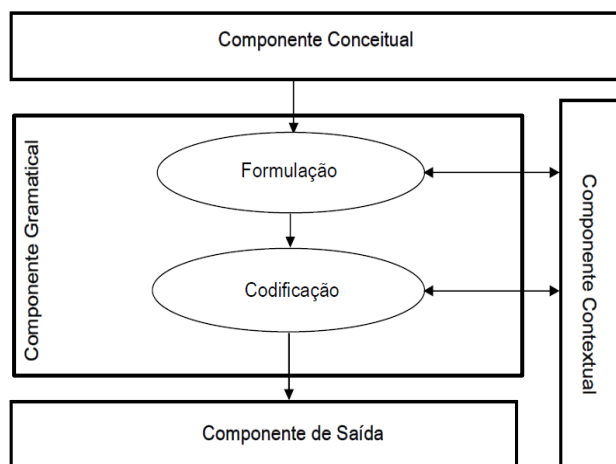 Componente Conceitual
Componente Gramatical
Formulação
Codificação
Componente Contextual
Componente de Saída